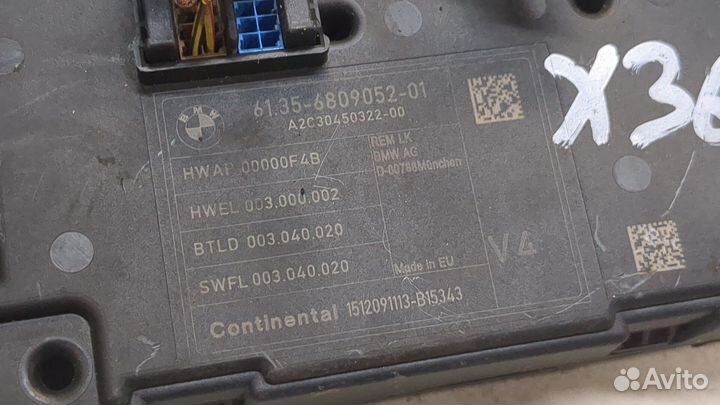 BMW
61.35-6809052-01
A2C30450322-00
HWAP 00000F4B
REM LK
BMW AG
D-00788München
HWEL 003.000.002
BTLD 003.040.020
SWFL 003.040.020
Made in EU
V4
Continental 1512091113-B15343
Avito